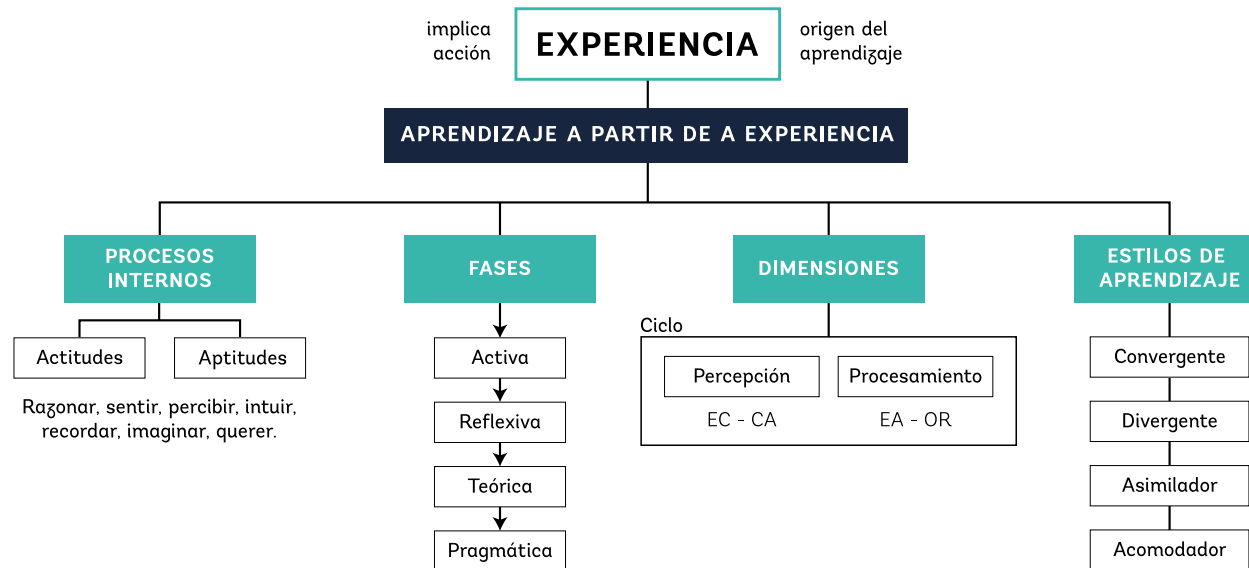 implica
acción
EXPERIENCIA
origen del
aprendizaje
APRENDIZAJE A PARTIR DE A EXPERIENCIA
PROCESOS
INTERNOS
Actitudes
Aptitudes
Razonar, sentir, percibir, intuir,
recordar, imaginar, querer.
FASES
Activa
Reflexiva
Teórica
Pragmática
DIMENSIONES
Ciclo
Percepción
Procesamiento
EC - CA
EA - OR
ESTILOS DE
APRENDIZAJE
Convergente
Divergente
Asimilador
Acomodador